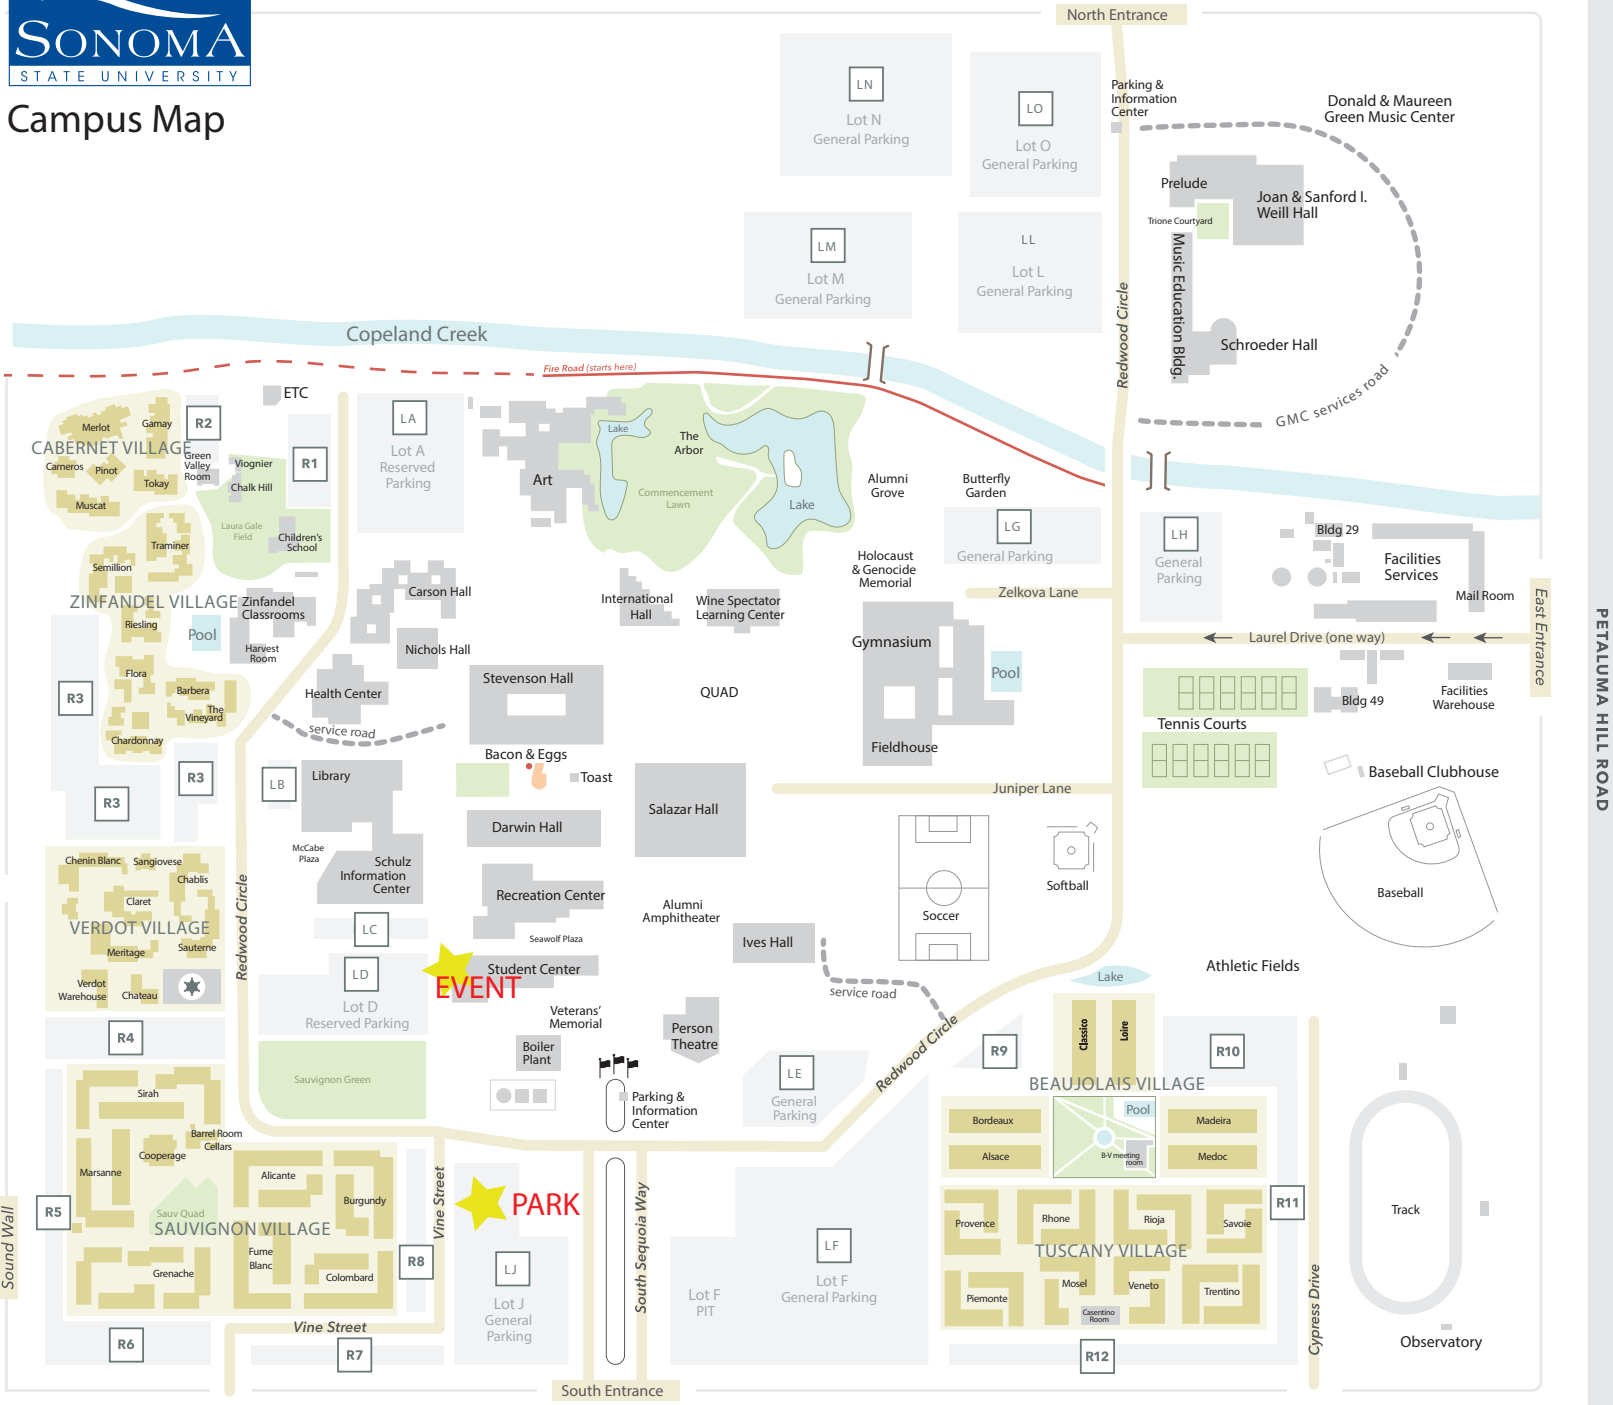 SONOMA
STATE UNIVERSITY
Campus Map
North Entrance
LN
Lot N
General Parking
LO
Lot O
General Parking
Parking &
Information
Center
Donald & Maureen
Green Music Center
Prelude
Joan & Sanford I.
Weill Hall
Trione Courtyard
Music Education Bldg.
Schroeder Hall
GMC services road
LM
Lot M
General Parking
LL
Lot L
General Parking
Redwood Circle
Copeland Creek
Fire Road (starts here)
ETC
R2
R1
Merlot
Gamay
CABERNET VILLAGE
Carneros
Pinot
Tokay
Muscat
Green
Valley
Room
Viognier
Chalk Hill
Laura Gale
Field
Children's
School
LA
Lot A
Reserved
Parking
Art
Lake
The
Arbor
Commencement
Lawn
Lake
Alumni
Grove
Butterfly
Garden
LG
General Parking
Holocaust
& Genocide
Memorial
LH
General
Parking
Bldg 29
Facilities
Services
Mail Room
East Entrance
PETALUMA HILL ROAD
Traminer
Semillion
ZINFANDEL VILLAGE
Riesling
Pool
Zinfandel
Classrooms
Harvest
Room
Carson Hall
Nichols Hall
International
Hall
Wine Spectator
Learning Center
Zelkova Lane
Gymnasium
Pool
Fieldhouse
Laurel Drive (one way)
Tennis Courts
Bldg 49
Facilities
Warehouse
R3
Flora
Barbera
The
Vineyard
Chardonnay
R3
R3
Health Center
service road
Stevenson Hall
QUAD
Bacon & Eggs
Toast
LB
Library
Salazar Hall
Juniper Lane
Baseball Clubhouse
Baseball
Darwin Hall
McCabe
Plaza
Schulz
Information
Center
Recreation Center
Alumni
Amphitheater
Soccer
Softball
Chenin Blanc
Sangiovese
Chablis
Claret
VERDOT VILLAGE
Meritage
Sauterne
Verdot
Warehouse
Chateau
Redwood Circle
LC
LD
Lot D
Reserved Parking
Seawolf Plaza
Student Center
EVENT
Ives Hall
service road
Lake
Athletic Fields
Veterans'
Memorial
Boiler
Plant
Person
Theatre
R4
Sauvignon Green
Parking &
Information
Center
LE
General
Parking
Redwood Circle
R9
Classico
Loire
R10
BEAUJOLAIS VILLAGE
Bordeaux
Alsace
Pool
B-V meeting
room
Madeira
Medoc
Sirah
Barrel Room
Cellars
Cooperage
Marsanne
Alicante
Burgundy
Sauv Quad
SAUVIGNON VILLAGE
Fume
Blanc
Grenache
Colombard
R5
Sound Wall
R6
R7
R8
Vine Street
Vine Street
PARK
LJ
Lot J
General
Parking
South Sequoia Way
Lot F
PIT
LF
Lot F
General Parking
Provence
Rhone
Rioja
Savoie
TUSCANY VILLAGE
Piemonte
Mosel
Veneto
Trentino
Casentino
Room
R11
R12
Cypress Drive
Track
Observatory
South Entrance